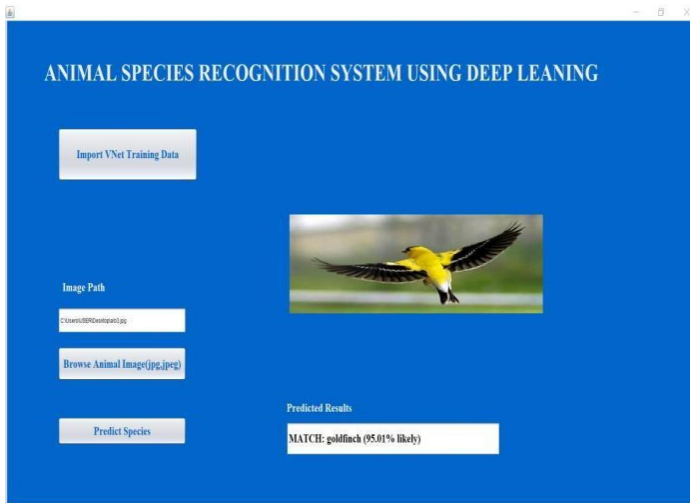 ANIMAL SPECIES RECOGNITION SYSTEM USING DEEP LEANING
Import VNet Training Data
Image Path
Browse Animal Image(jpg,jpeg)
Predict Species
Predicted Results
MATCH: goldfinch (95.01% likely)